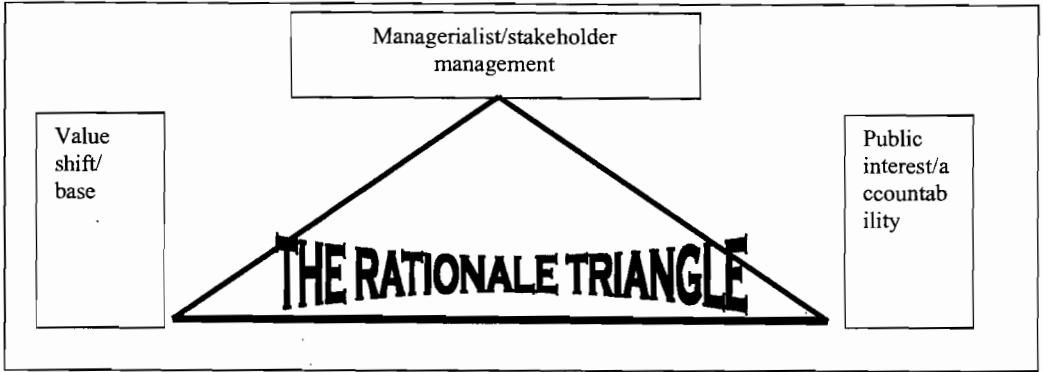 Managerialist/stakeholder
management
Value
shift/
base
Public
interest/a
ccountab
ility
THE RATIONALE TRIANGLE